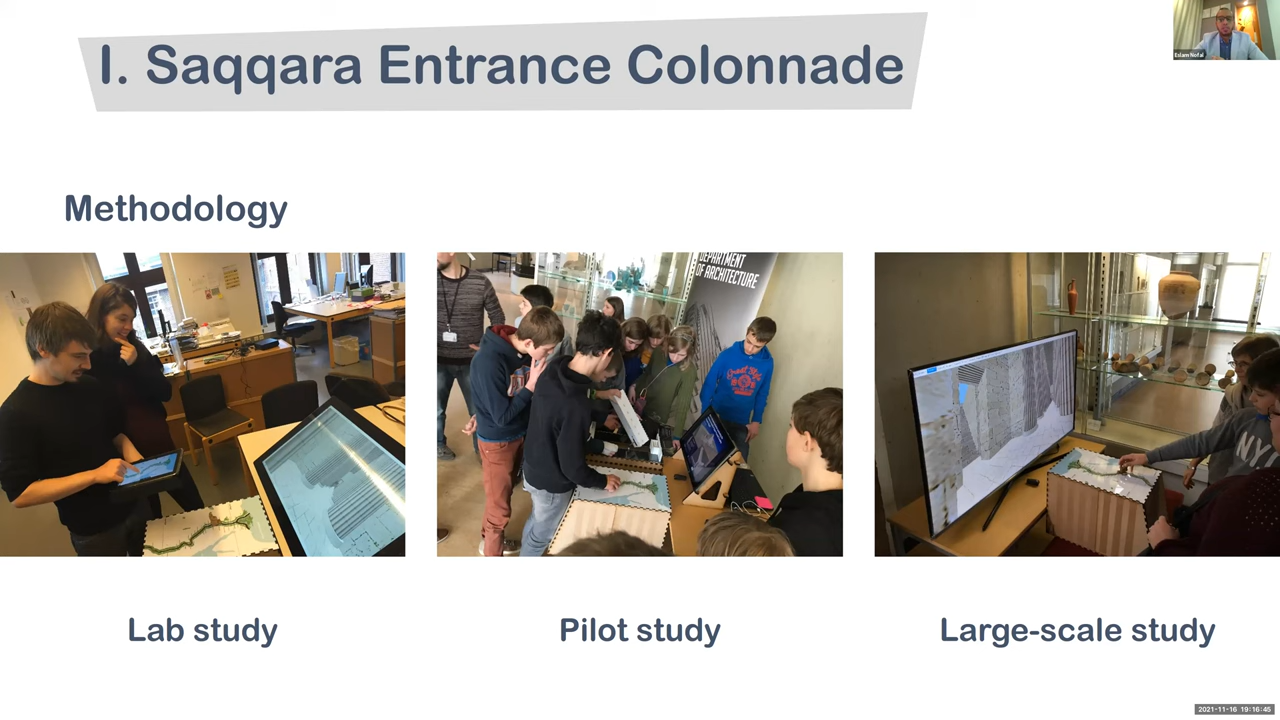 I. Saqqara Entrance Colonnade
Eslam Nofal
Methodology
DEPARTMENT
OF ARCHITECTURE
NY
Lab study
Pilot study
Large-scale study
2021-11-16 19:16:45